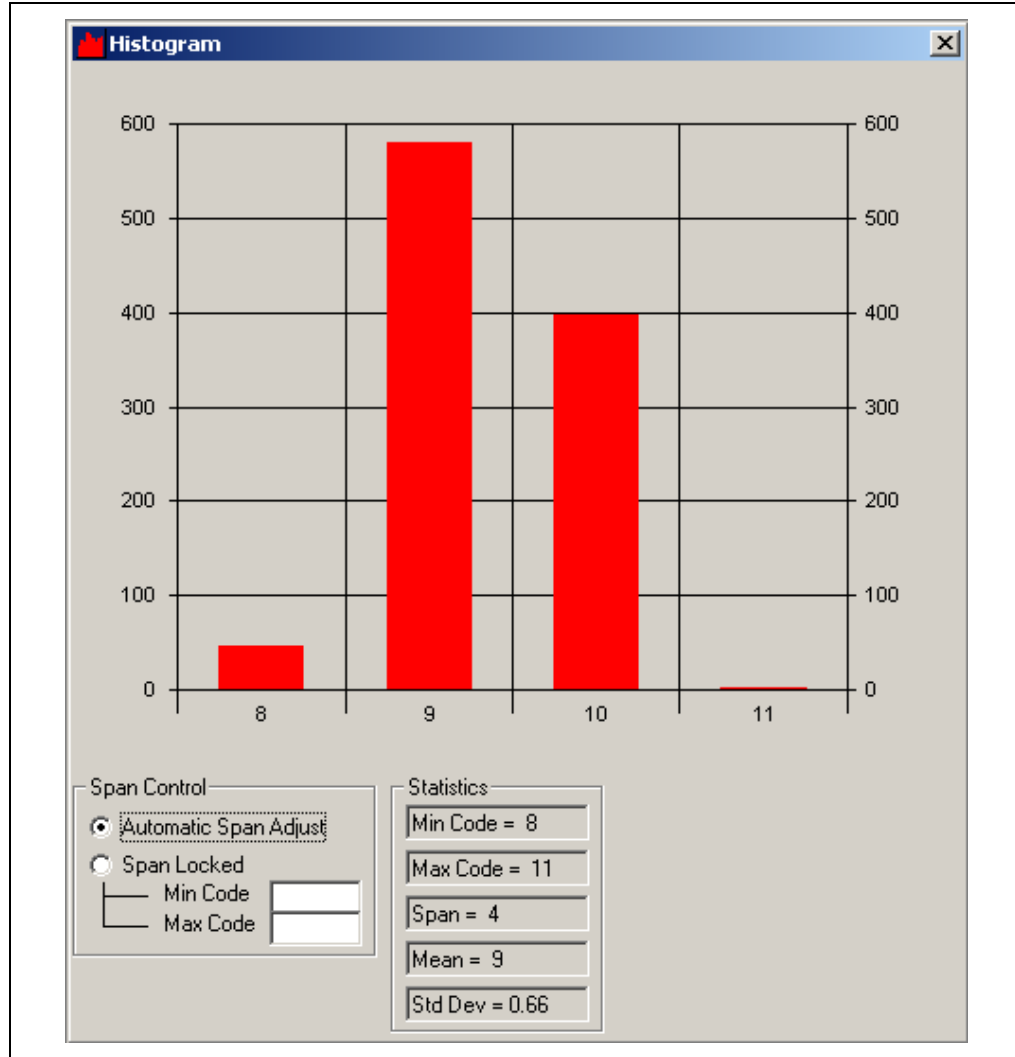 Histogram
600 600
500 500
400 400
300 300
200 200
100 100
0 0
8 9 10 11
Span Control
Automatic Span Adjust
Span Locked
Min Code
Max Code
Statistics
Min Code = 8
Max Code = 11
Span = 4
Mean = 9
Std Dev = 0.66